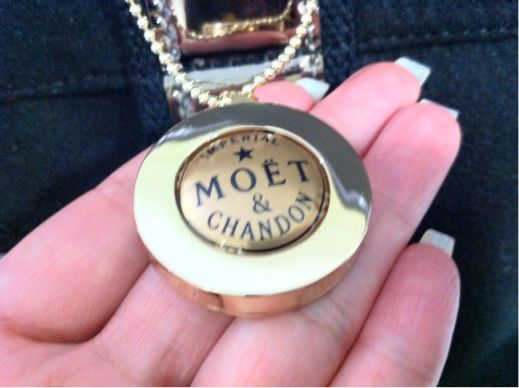 IMPERIAL
MOËT
&
CHANDON